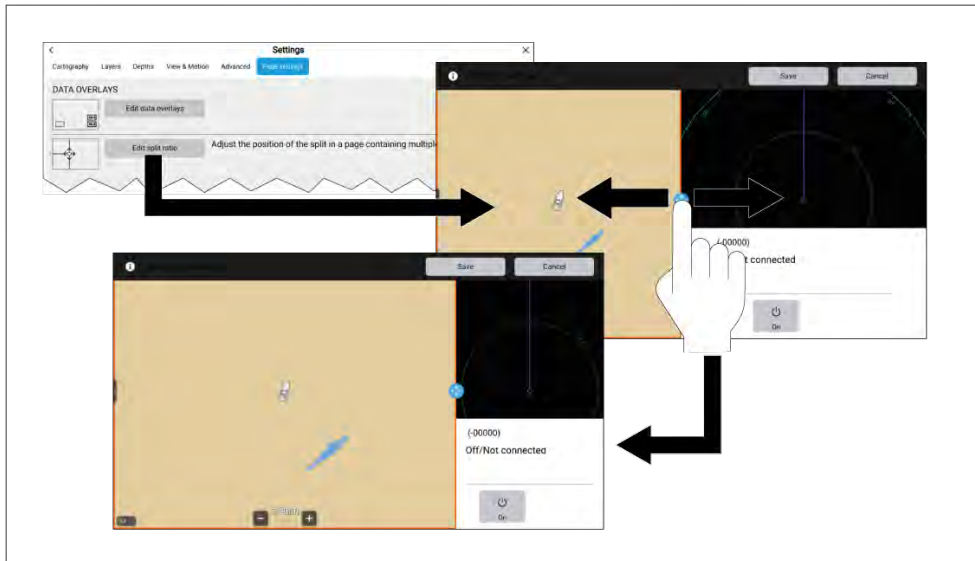 Settings
Cartography Layers Depths View & Motion Advanced Page settings
DATA OVERLAYS
Edit data overlays
Edit split ratio
Adjust the position of the split in a page containing multiple
Save Cancel
(-00000)
t connected
On
Save Cancel
(-00000)
Off/Not connected
On